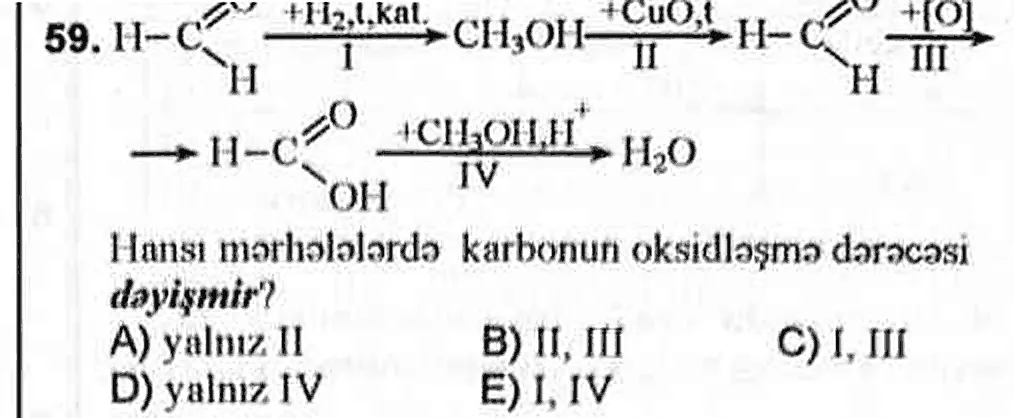 59. H-C O H +H₂,t,kat. I CH₃OH +CuO,t II H-C O H +[O] III
H-C O OH +CH₃OH,H⁺ IV H₂O
Hansı mərhələlərdə karbonun oksidləşmə dərəcəsi
dəyişmir?
A) yalnız II B) II, III C) I, III
D) yalnız IV E) I, IV